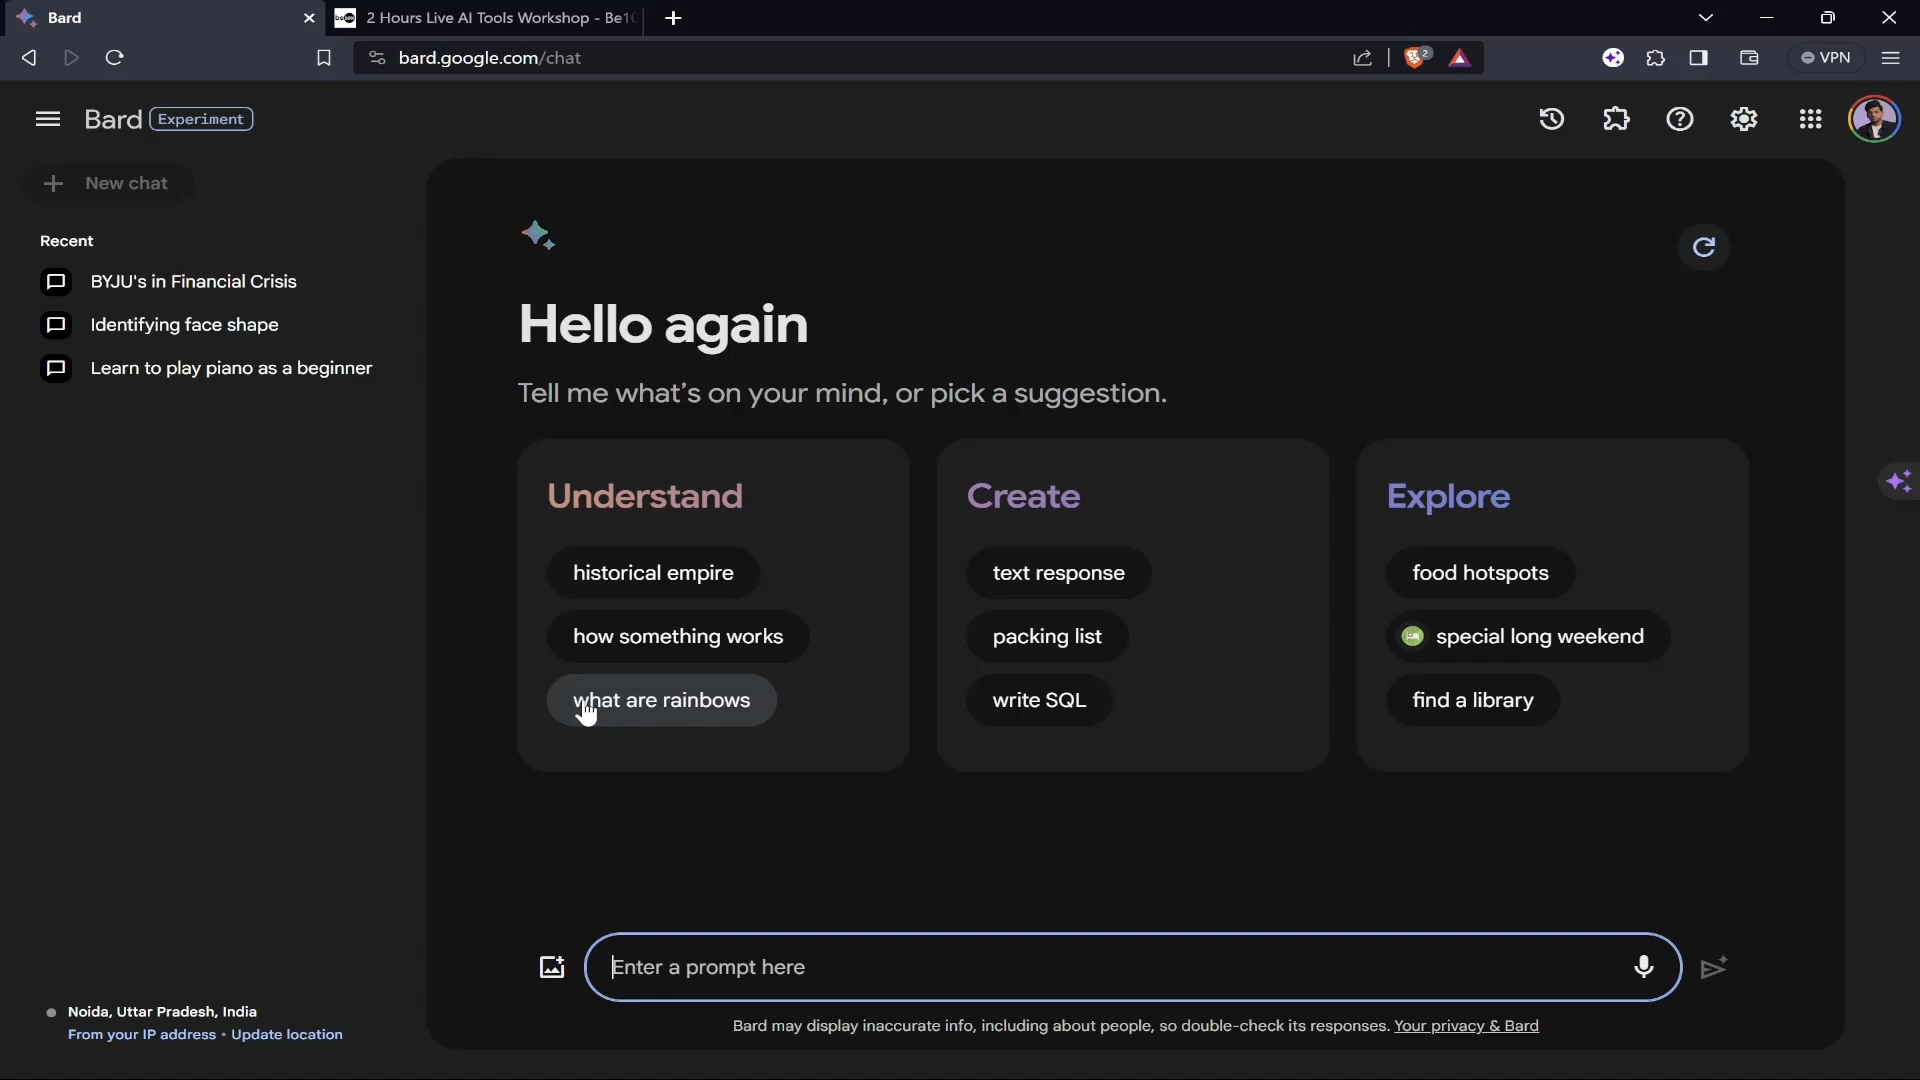 Bard
2 Hours Live AI Tools Workshop - Be10
bard.google.com/chat
2
VPN
Bard Experiment
New chat
Recent
BYJU's in Financial Crisis
Identifying face shape
Learn to play piano as a beginner
Hello again
Tell me what's on your mind, or pick a suggestion.
Understand
historical empire
how something works
what are rainbows
Create
text response
packing list
write SQL
Explore
food hotspots
special long weekend
find a library
Enter a prompt here
Bard may display inaccurate info, including about people, so double-check its responses. Your privacy & Bard
Noida, Uttar Pradesh, India
From your IP address • Update location